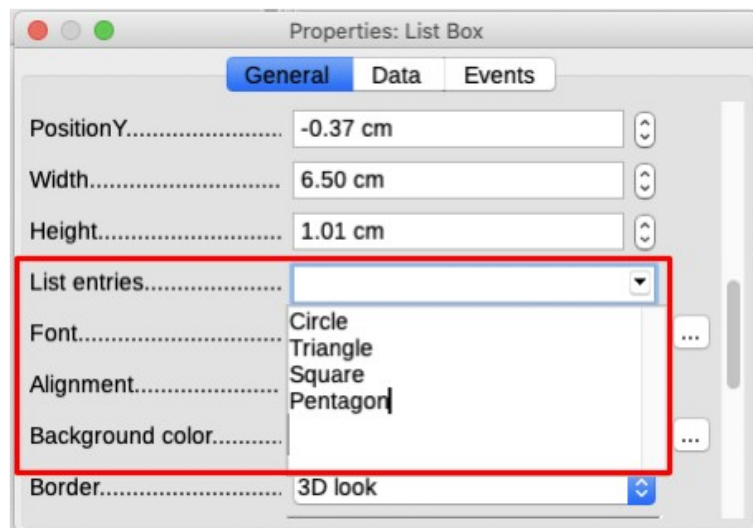 Properties: List Box
General Data Events
PositionY........................ -0.37 cm
Width............................. 6.50 cm
Height............................ 1.01 cm
List entries.....................
Circle
Font...............................
Triangle
Square
Alignment......................
Pentagon
Background color..........
Border............................ 3D look